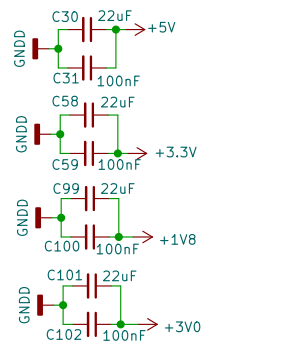 C30 22uF
+5V
GNDD
C31 100nF
C58 22uF
GNDD
+3.3V
C59 100nF
C99 22uF
GNDD
+1V8
C100 100nF
C101 22uF
GNDD
+3V0
C102 100nF